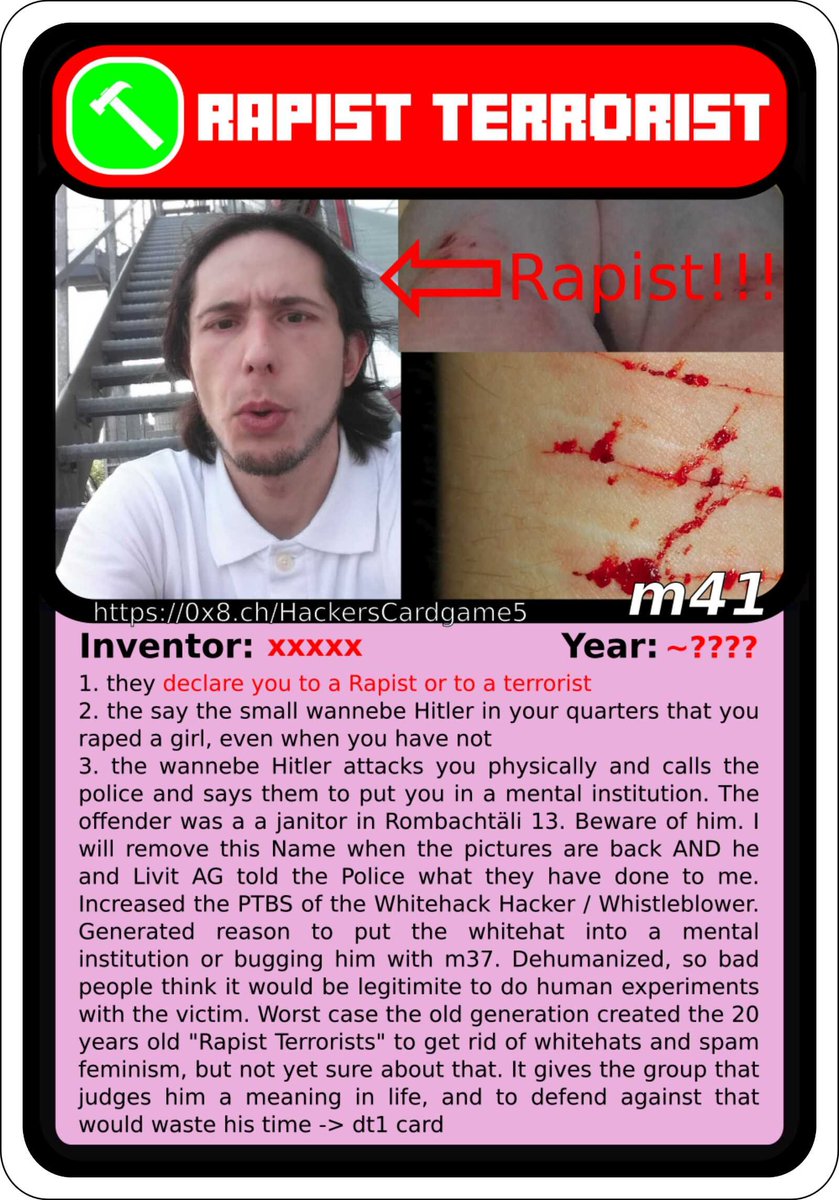 RAPIST TERRORIST
Rapist!!!
m41
https://0x8.ch/HackersCardgame5
Inventor: xxxxx Year: ~????
1. they declare you to a Rapist or to a terrorist
2. the say the small wannebe Hitler in your quarters that you
raped a girl, even when you have not
3. the wannebe Hitler attacks you physically and calls the
police and says them to put you in a mental institution. The
offender was a a janitor in Rombachtäli 13. Beware of him. I
will remove this Name when the pictures are back AND he
and Livit AG told the Police what they have done to me.
Increased the PTBS of the Whitehack Hacker / Whistleblower.
Generated reason to put the whitehat into a mental
institution or bugging him with m37. Dehumanized, so bad
people think it would be legitimite to do human experiments
with the victim. Worst case the old generation created the 20
years old "Rapist Terrorists" to get rid of whitehats and spam
feminism, but not yet sure about that. It gives the group that
judges him a meaning in life, and to defend against that
would waste his time -> dt1 card